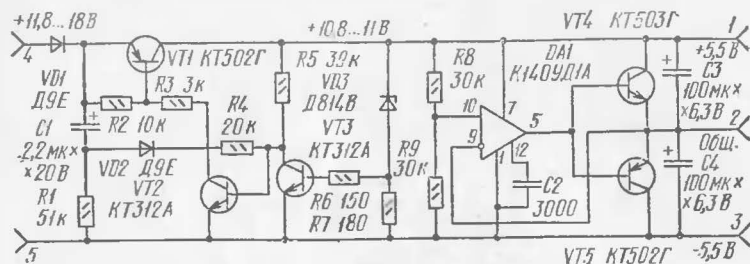 +11,8... 18В
4
VD1
Д9Е
C1
2,2мк×
×20В
R1
51к
5
R2 10к
VT1 КТ502Г
R3 3к
R4
20к
VD2 Д9Е
VT2
КТ312А
+10,8...11В
R5 39к
VD3
Д814В
VT3
КТ312А
R6 150
R7 180
R8
30к
R9
30к
DA1
К1409Д1А
10
9
7
5
12
1
C2
3000
VT4 КТ503Г
VT5 КТ502Г
1
+5,5В
C3
100мк×
×6,3В
2
Общ.
C4
100мк×
×6,3В
3
-5,5В